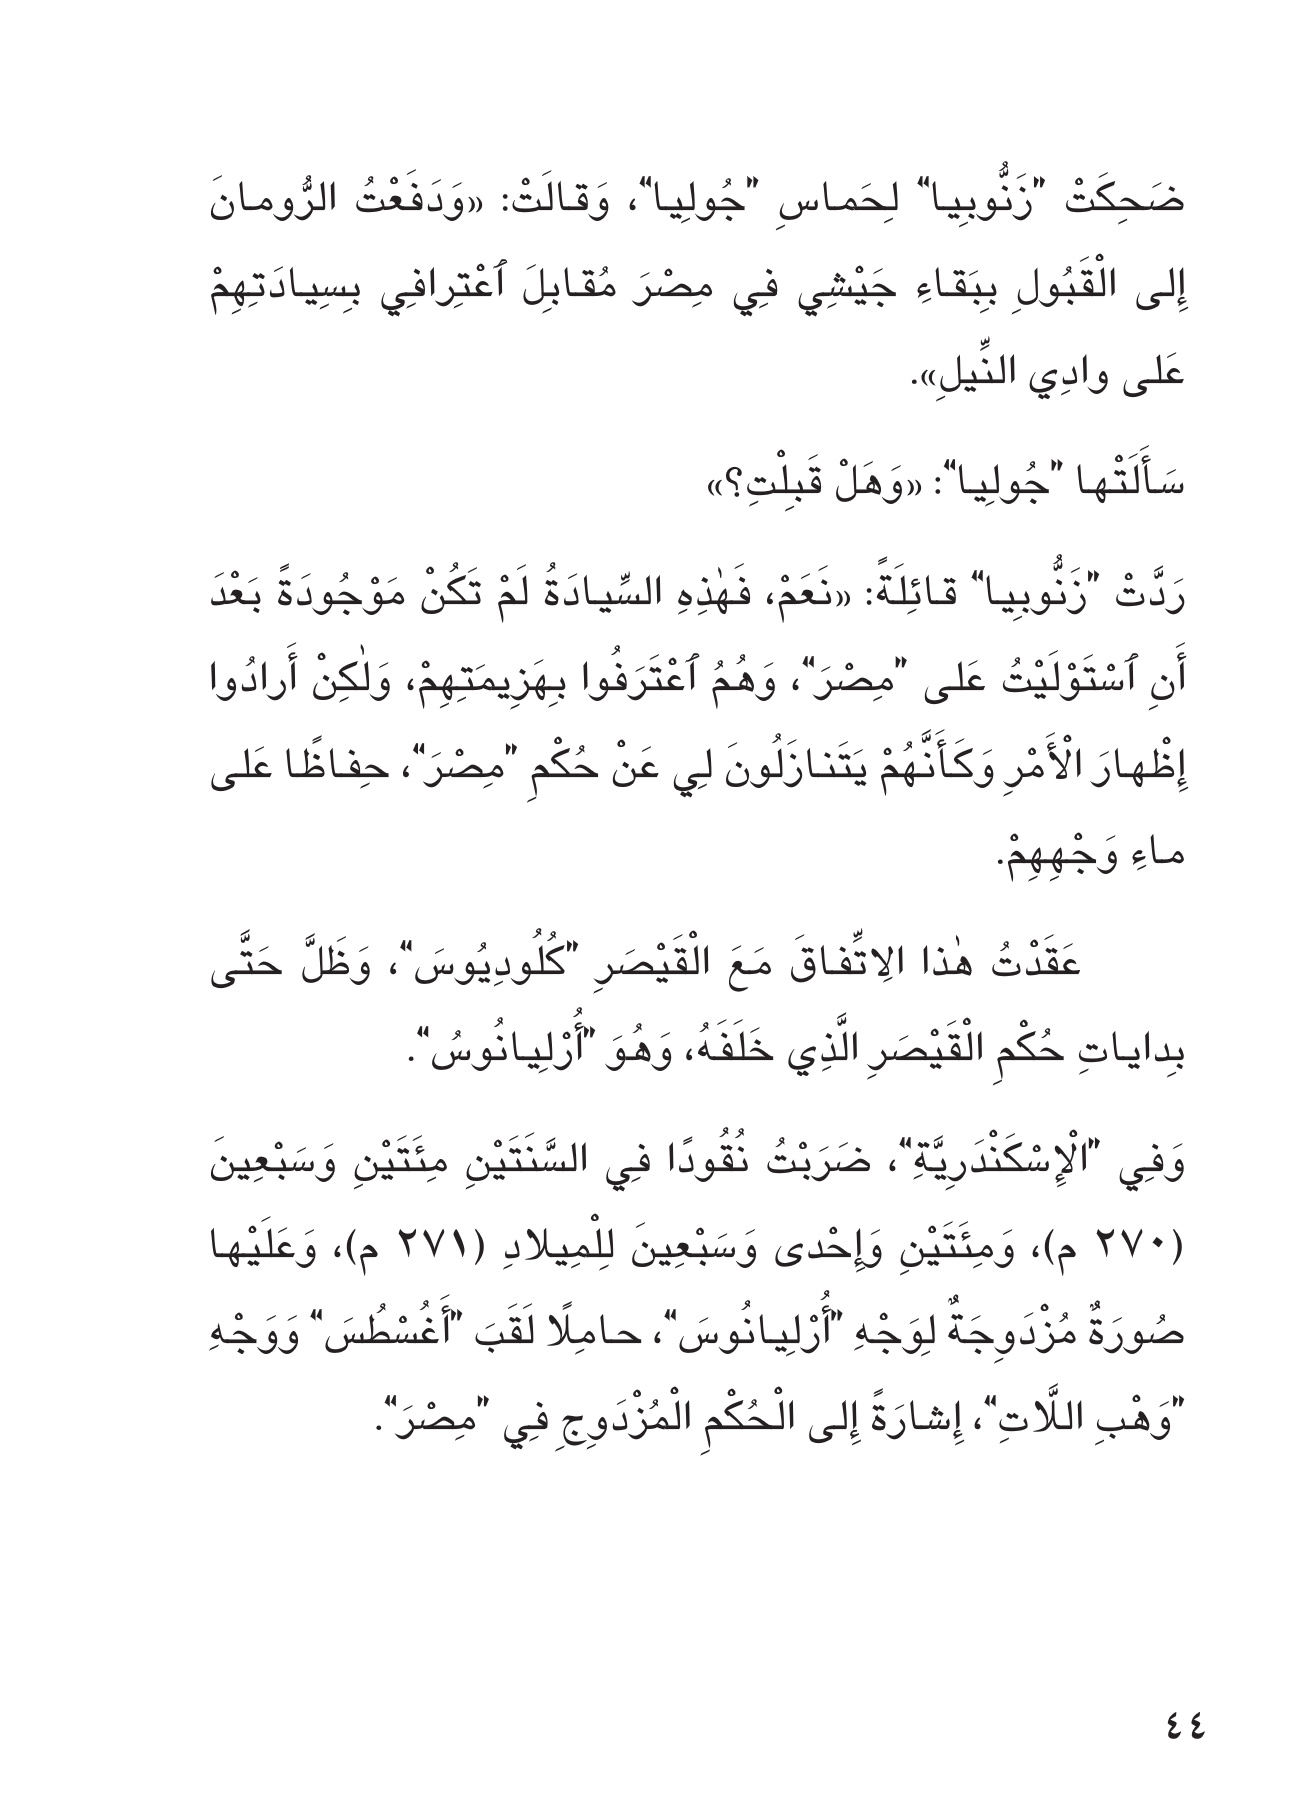 ضَحِكَتْ "زَنُّوبِيا" لِحَماسِ "جُولِيا"، وَقالَتْ: «وَدَفَعْتُ الرُّومانَ
إِلى الْقَبُولِ بِبَقاءِ جَيْشِي فِي مِصْرَ مُقابِلَ ٱعْتِرافِي بِسِيادَتِهِمْ
عَلى وادِي النِّيلِ».
سَأَلَتْها "جُولِيا": «وَهَلْ قَبِلْتِ؟»
رَدَّتْ "زَنُّوبِيا" قائِلَةً: «نَعَمْ، فَهٰذِهِ السِّيادَةُ لَمْ تَكُنْ مَوْجُودَةً بَعْدَ
أَنِ ٱسْتَوْلَيْتُ عَلى "مِصْرَ"، وَهُمُ ٱعْتَرَفُوا بِهَزِيمَتِهِمْ، وَلٰكِنْ أَرادُوا
إِظْهارَ الْأَمْرِ وَكَأَنَّهُمْ يَتَنازَلُونَ لِي عَنْ حُكْمِ "مِصْرَ"، حِفاظًا عَلى
ماءِ وَجْهِهِمْ.
عَقَدْتُ هٰذا الِاتِّفاقَ مَعَ الْقَيْصَرِ "كُلُودِيُوسَ"، وَظَلَّ حَتَّى
بِداياتِ حُكْمِ الْقَيْصَرِ الَّذِي خَلَفَهُ، وَهُوَ "أُرْلِيانُوسُ".
وَفِي "الْإِسْكَنْدَرِيَّةِ"، ضَرَبْتُ نُقُودًا فِي السَّنَتَيْنِ مِئَتَيْنِ وَسَبْعِينَ
(٢٧٠ م)، وَمِئَتَيْنِ وَإِحْدى وَسَبْعِينَ لِلْمِيلادِ (٢٧١ م)، وَعَلَيْها
صُورَةٌ مُزْدَوِجَةٌ لِوَجْهِ "أُرْلِيانُوسَ"، حامِلًا لَقَبَ "أَغُسْطُسَ" وَوَجْهِ
"وَهْبِ اللَّاتِ"، إِشارَةً إِلى الْحُكْمِ الْمُزْدَوِجِ فِي "مِصْرَ".
٤٤